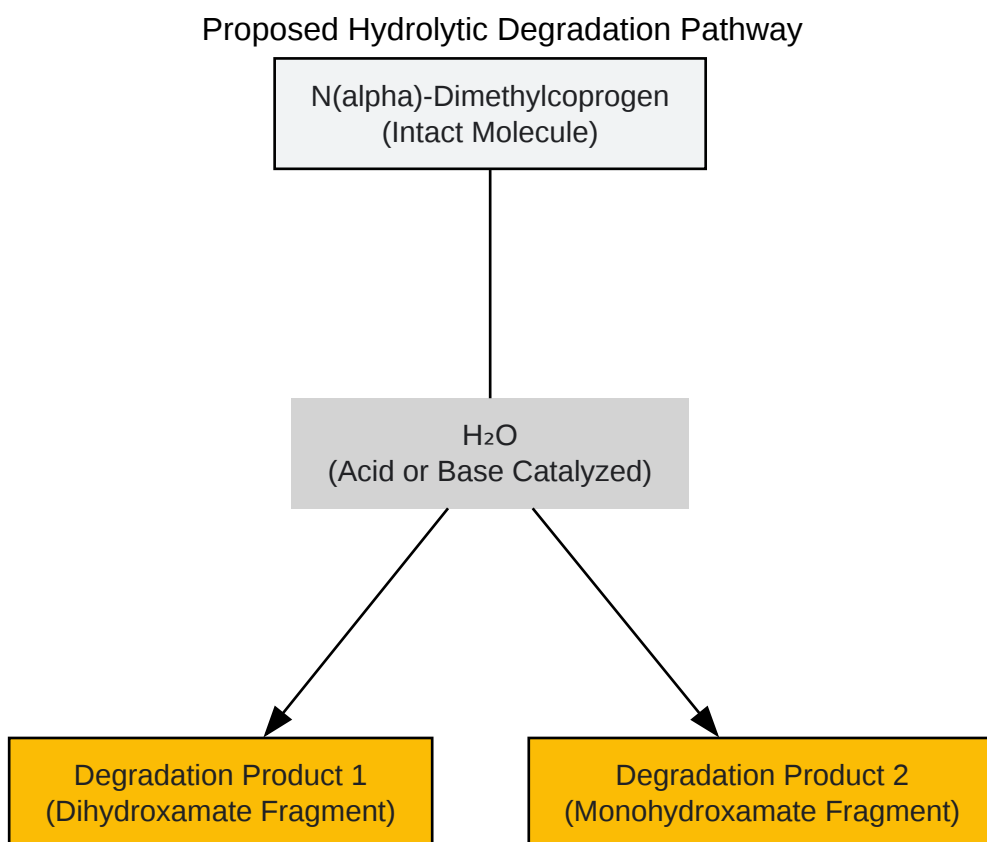 Proposed Hydrolytic Degradation Pathway
N(alpha)-Dimethylcoprogen
(Intact Molecule)
H₂O
(Acid or Base Catalyzed)
Degradation Product 1
(Dihydroxamate Fragment)
Degradation Product 2
(Monohydroxamate Fragment)